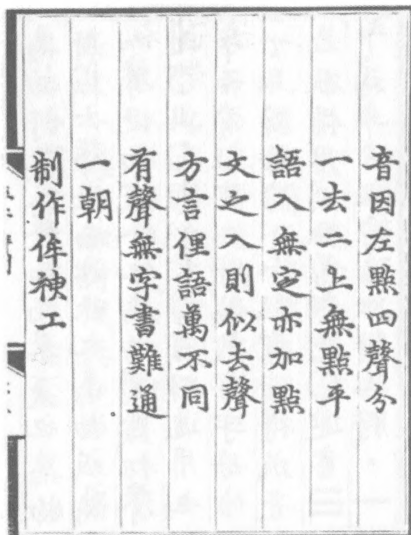 音因左點四聲分
一去二上無點平
語入無定亦加點
文之入則似去聲
方言俚語萬不同
有聲無字書難通
一朝
制作侔神工